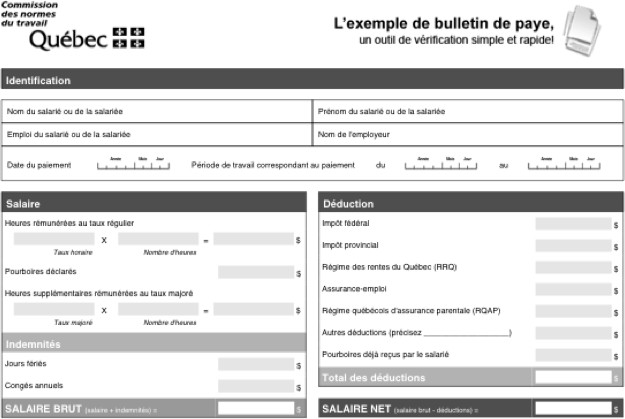 Commission
des normes
du travail
Québec
L'exemple de bulletin de paye,
un outil de vérification simple et rapide!
Identification
Nom du salarié ou de la salariée
Prénom du salarié ou de la salariée
Emploi du salarié ou de la salariée
Nom de l'employeur
Date du paiement
Année Mois Jour
Période de travail correspondant au paiement
du
Année Mois Jour
au
Année Mois Jour
Salaire
Heures rémunérées au taux régulier
X = $
Taux horaire Nombre d'heures
Pourboires déclarés $
Heures supplémentaires rémunérées au taux majoré
X = $
Taux majoré Nombre d'heures
Indemnités
Jours fériés $
Congés annuels $
SALAIRE BRUT (salaire + indemnités) = $
Déduction
Impôt fédéral $
Impôt provincial $
Régime des rentes du Québec (RRQ) $
Assurance-emploi $
Régime québécois d'assurance parentale (RQAP) $
Autres déductions (précisez ____________________) $
Pourboires déjà reçus par le salarié $
Total des déductions $
SALAIRE NET (salaire brut - déductions) = $